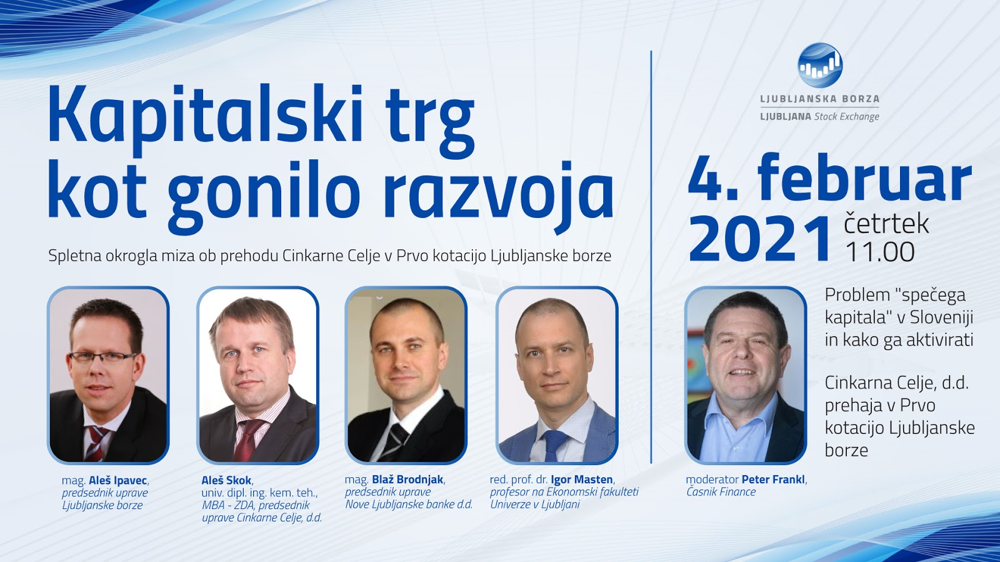 Kapitalski trg
kot gonilo razvoja
Spletna okrogla miza ob prehodu Cinkarne Celje v Prvo kotacijo Ljubljanske borze
mag. Aleš Ipavec,
predsednik uprave
Ljubljanske borze
Aleš Skok,
univ. dipl. ing. kem. teh.,
MBA - ZDA, predsednik
uprave Cinkarne Celje, d.d.
mag. Blaž Brodnjak,
predsednik uprave
Nove Ljubljanske banke d.d.
red. prof. dr. Igor Masten,
profesor na Ekonomski fakulteti
Univerze v Ljubljani
LJUBLJANSKA BORZA
LJUBLJANA Stock Exchange
4. februar
2021 četrtek
11.00
moderator Peter Frankl,
Časnik Finance
Problem "spečega
kapitala" v Sloveniji
in kako ga aktivirati
Cinkarna Celje, d.d.
prehaja v Prvo
kotacijo Ljubljanske
borze